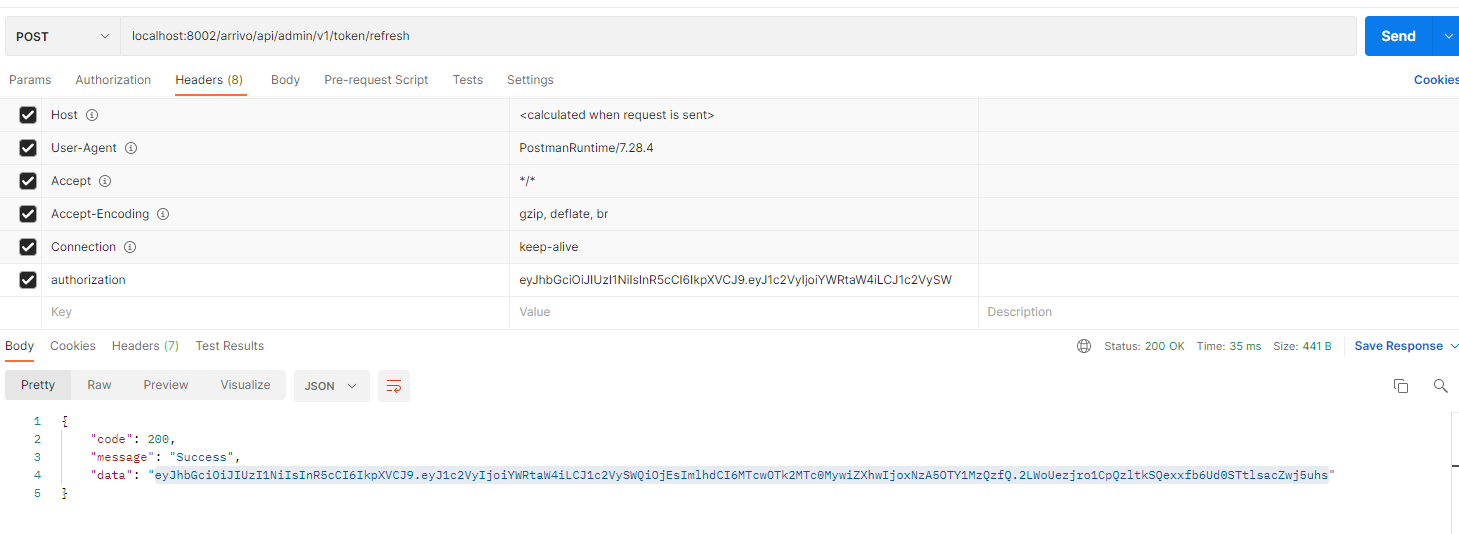 POST localhost:8002/arrivo/api/admin/v1/token/refresh Send
Params Authorization Headers (8) Body Pre-request Script Tests Settings Cookies
Host <calculated when request is sent>
User-Agent PostmanRuntime/7.28.4
Accept */*
Accept-Encoding gzip, deflate, br
Connection keep-alive
authorization eyJhbGciOiJIUzI1NiIsInR5cCI6IkpXVCJ9.eyJ1c2VyIjoiYWRtaW4iLCJ1c2VySW
Key Value Description
Body Cookies Headers (7) Test Results Status: 200 OK Time: 35 ms Size: 441 B Save Response
Pretty Raw Preview Visualize JSON
1 {
2 "code": 200,
3 "message": "Success",
4 "data": "eyJhbGciOiJIUzI1NiIsInR5cCI6IkpXVCJ9.eyJ1c2VyIjoiYWRtaW4iLCJ1c2VySWQiOjEsImlhdCI6MTcwOTk2MTc0MywiZXhwIjoxNzA5OTY1MzQzfQ.2LWoUezjro1CpQzltkSQexxfb6Ud0STtlsacZwj5uhs"
5 }